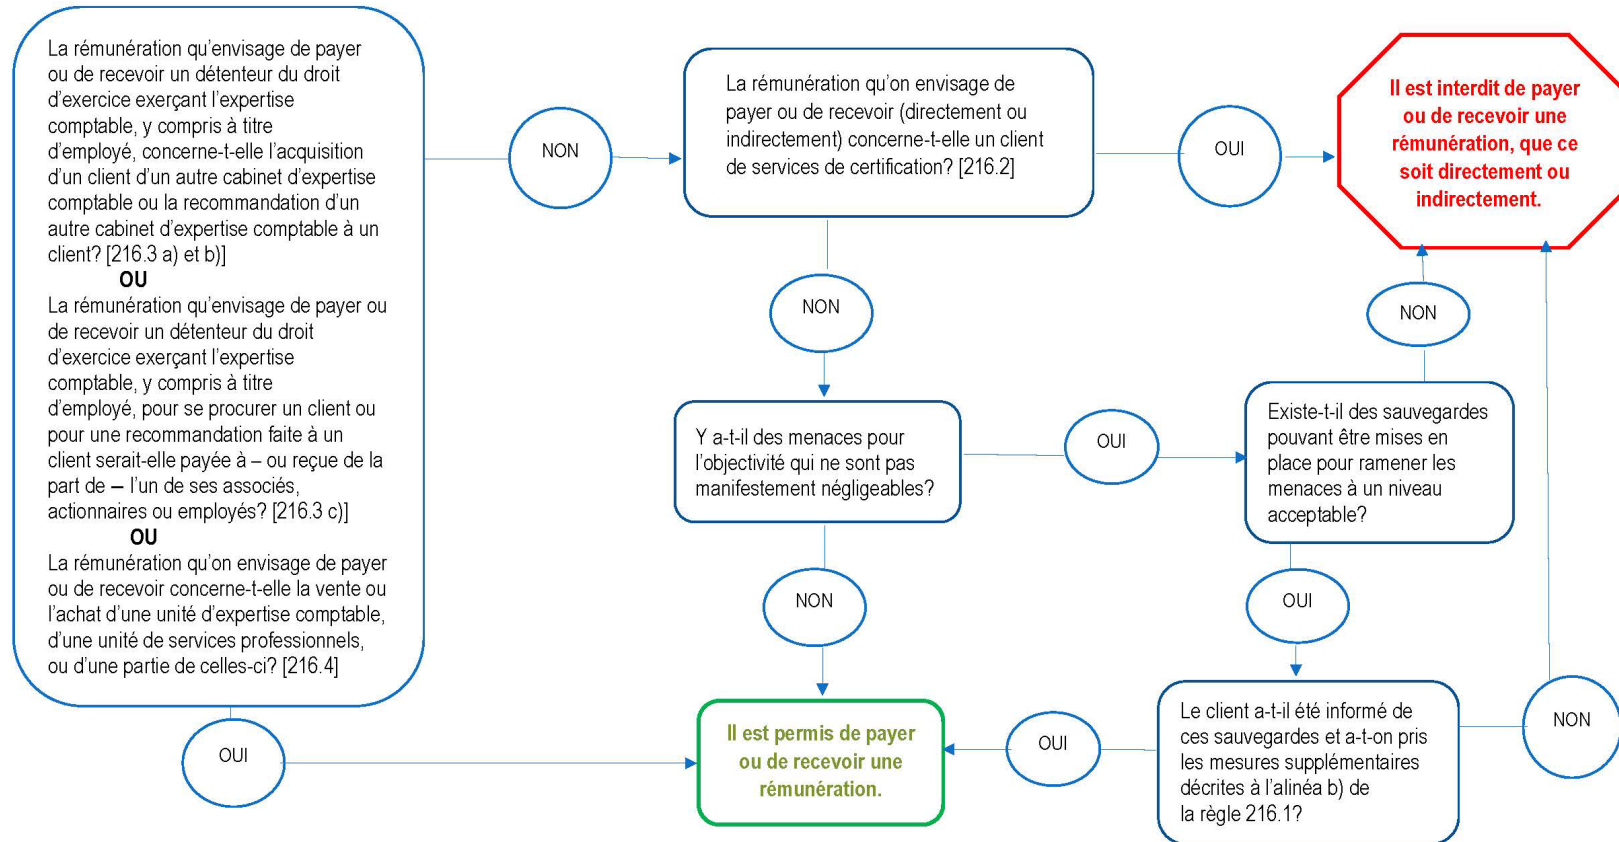 La rémunération qu’envisage de payer
ou de recevoir un détenteur du droit
d’exercice exerçant l’expertise
comptable, y compris à titre
d’employé, concerne-t-elle l’acquisition
d’un client d’un autre cabinet d’expertise
comptable ou la recommandation d’un
autre cabinet d’expertise comptable à un
client? [216.3 a) et b)]
OU
La rémunération qu’envisage de payer ou
de recevoir un détenteur du droit
d’exercice exerçant l’expertise
comptable, y compris à titre
d’employé, pour se procurer un client ou
pour une recommandation faite à un
client serait-elle payée à – ou reçue de la
part de – l’un de ses associés,
actionnaires ou employés? [216.3 c)]
OU
La rémunération qu’on envisage de payer
ou de recevoir concerne-t-elle la vente ou
l’achat d’une unité d’expertise comptable,
d’une unité de services professionnels,
ou d’une partie de celles-ci? [216.4]
NON
La rémunération qu’on envisage de
payer ou de recevoir (directement ou
indirectement) concerne-t-elle un client
de services de certification? [216.2]
OUI
Il est interdit de payer
ou de recevoir une
rémunération, que ce
soit directement ou
indirectement.
NON
NON
Y a-t-il des menaces pour
l’objectivité qui ne sont pas
manifestement négligeables?
OUI
Existe-t-il des sauvegardes
pouvant être mises en
place pour ramener les
menaces à un niveau
acceptable?
NON
OUI
OUI
Il est permis de payer
ou de recevoir une
rémunération.
OUI
Le client a-t-il été informé de
ces sauvegardes et a-t-on pris
les mesures supplémentaires
décrites à l’alinéa b) de
la règle 216.1?
NON